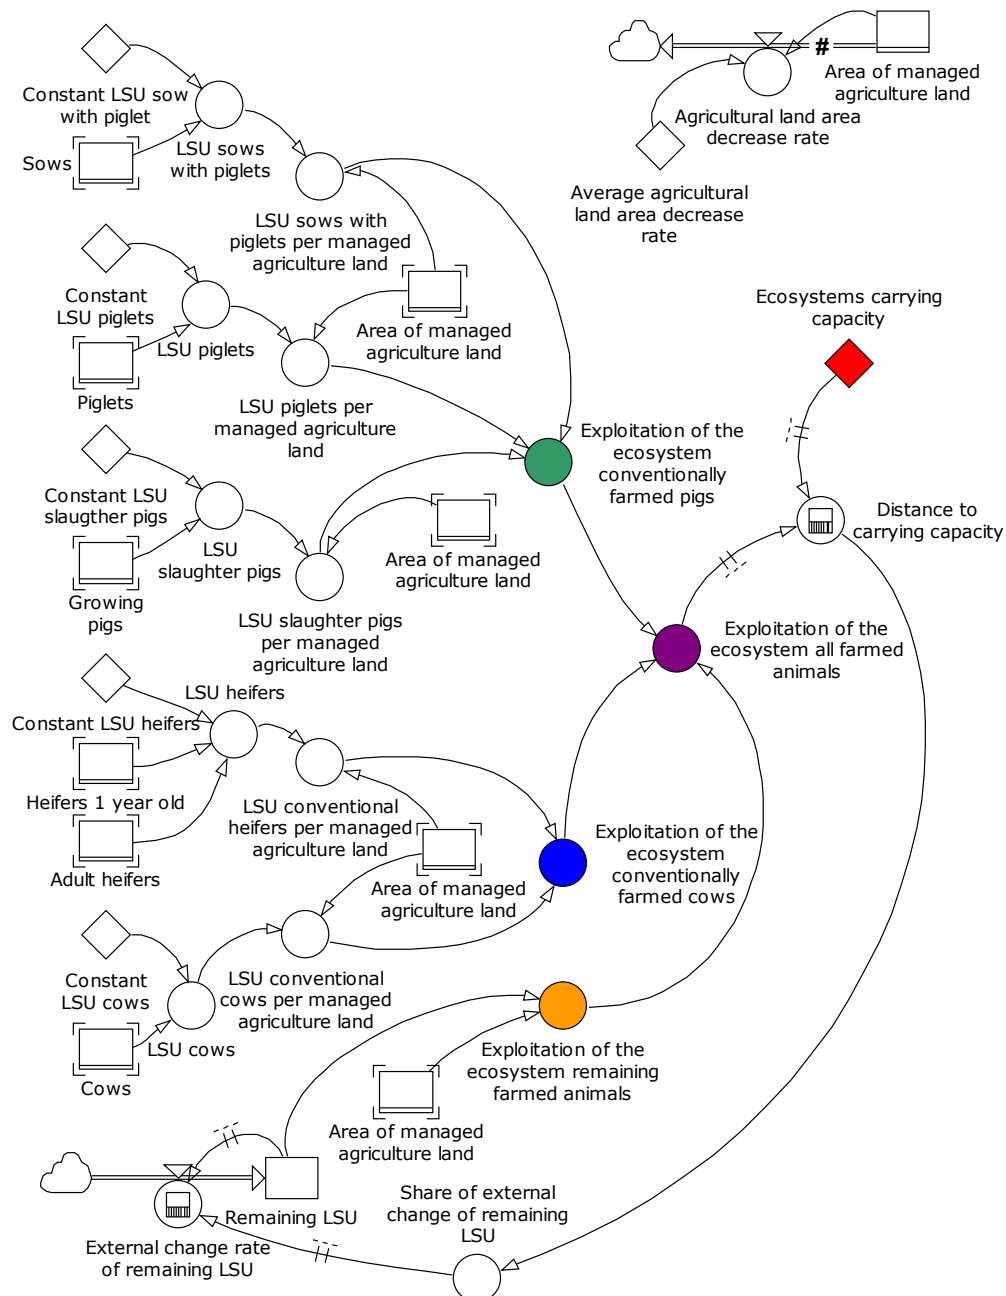 Constant LSU sow
with piglet
Sows
LSU sows
with piglets
LSU sows with
piglets per managed
agriculture land
#
Area of managed
agriculture land
Agricultural land area
decrease rate
Average agricultural
land area decrease
rate
Constant
LSU piglets
LSU piglets
Piglets
Area of managed
agriculture land
LSU piglets per
managed agriculture
land
Ecosystems carrying
capacity
Exploitation of the
ecosystem
conventionally
farmed pigs
Constant LSU
slaugther pigs
LSU
slaughter pigs
Growing
pigs
Area of managed
agriculture land
LSU slaughter pigs
per managed
agriculture land
Distance to
carrying capacity
Exploitation of the
ecosystem all farmed
animals
LSU heifers
Constant LSU heifers
Heifers 1 year old
Adult heifers
LSU conventional
heifers per managed
agriculture land
Area of managed
agriculture land
Exploitation of the
ecosystem
conventionally
farmed cows
Constant
LSU cows
LSU cows
Cows
LSU conventional
cows per managed
agriculture land
Exploitation of the
ecosystem remaining
farmed animals
Area of managed
agriculture land
Remaining LSU
External change rate
of remaining LSU
Share of external
change of remaining
LSU